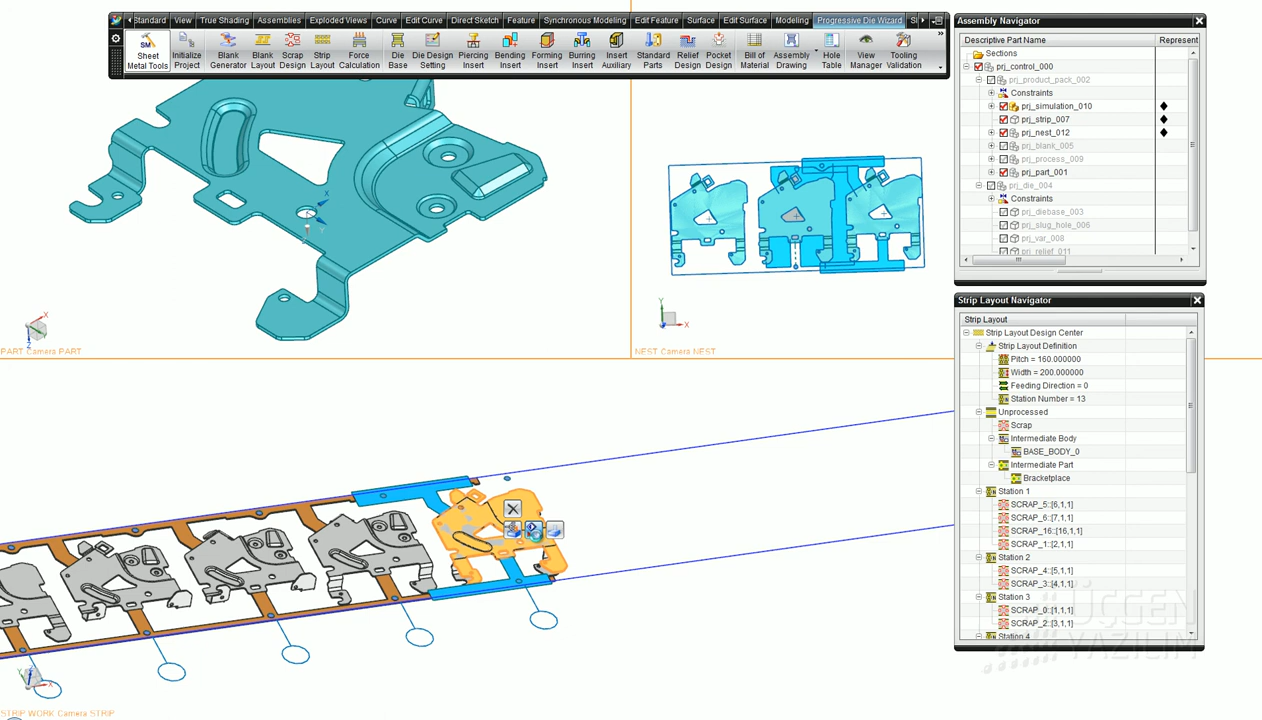 Standard View True Shading Assemblies Exploded Views Curve Edit Curve Direct Sketch Feature Synchronous Modeling Edit Feature Surface Edit Surface Modeling Progressive Die Wizard
Sheet Metal Tools
Initialize Project
Blank Generator
Blank Layout
Scrap Design
Strip Layout
Force Calculation
Die Base
Die Design Setting
Piercing Insert
Bending Insert
Forming Insert
Burring Insert
Insert Auxiliary
Standard Parts
Relief Design
Pocket Design
Bill of Material
Assembly Drawing
Hole Table
View Manager
Tooling Validation
Assembly Navigator
Descriptive Part Name Represent
Sections
prj_control_000
prj_product_pack_002
Constraints
prj_simulation_010
prj_strip_007
prj_nest_012
prj_blank_005
prj_process_009
prj_part_001
prj_die_004
Constraints
prj_diebase_003
prj_slug_hole_006
prj_var_008
prj_relief_011
X
Y
Z
PART Camera PART
Y
X
NEST Camera NEST
Strip Layout Navigator
Strip Layout
Strip Layout Design Center
Strip Layout Definition
Pitch = 160.000000
Width = 200.000000
Feeding Direction = 0
Station Number = 13
Unprocessed
Scrap
Intermediate Body
BASE_BODY_0
Intermediate Part
Bracketplace
Station 1
SCRAP_5::[6,1,1]
SCRAP_6::[7,1,1]
SCRAP_16::[16,1,1]
SCRAP_1::[2,1,1]
Station 2
SCRAP_4::[5,1,1]
SCRAP_3::[4,1,1]
Station 3
SCRAP_0::[1,1,1]
SCRAP_2::[3,1,1]
Station 4
ÜÇGEN
YAZILIM
STRIP WORK Camera STRIP